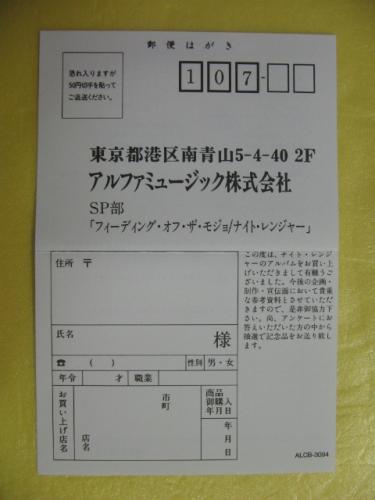 郵便はがき
恐れ入りますが
50円切手を貼って
ご返送ください。
107-
東京都港区南青山5-4-40 2F
アルファミュージック株式会社
SP部
「フィーディング・オフ・ザ・モジョ/ナイト・レンジャー」
住所 〒
氏名
様
☎ ( )
性別 男・女
年令 才 職業
お買い上げ店名
市
町
店名
商品
御購入
年月日
年
月
日
この度は、ナイト・レンジ
ャーのアルバムをお買い上
げいただきまして有難うご
ざいました。今後の企画・
制作・宣伝面において貴重
な参考資料とさせていただ
きますので、是非御協力下
さい。尚、アンケートにお
答えいただいた方の中から
抽選で記念品をお送り致し
ます。
ALCB-3094